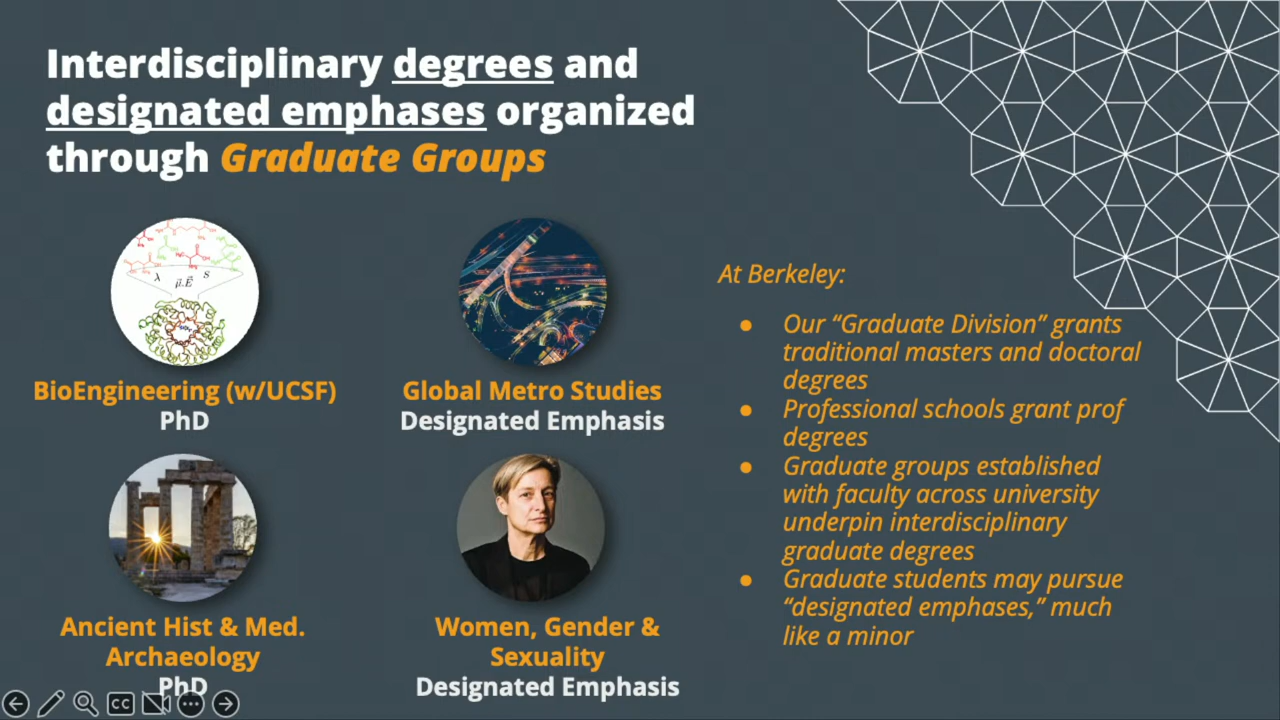 Interdisciplinary degrees and
designated emphases organized
through Graduate Groups
λ
μ⃗.E⃗
S
BioEngineering (w/UCSF)
PhD
Global Metro Studies
Designated Emphasis
Ancient Hist & Med.
Archaeology
PhD
Women, Gender &
Sexuality
Designated Emphasis
At Berkeley:
● Our “Graduate Division” grants
traditional masters and doctoral
degrees
● Professional schools grant prof
degrees
● Graduate groups established
with faculty across university
underpin interdisciplinary
graduate degrees
● Graduate students may pursue
“designated emphases,” much
like a minor
CC